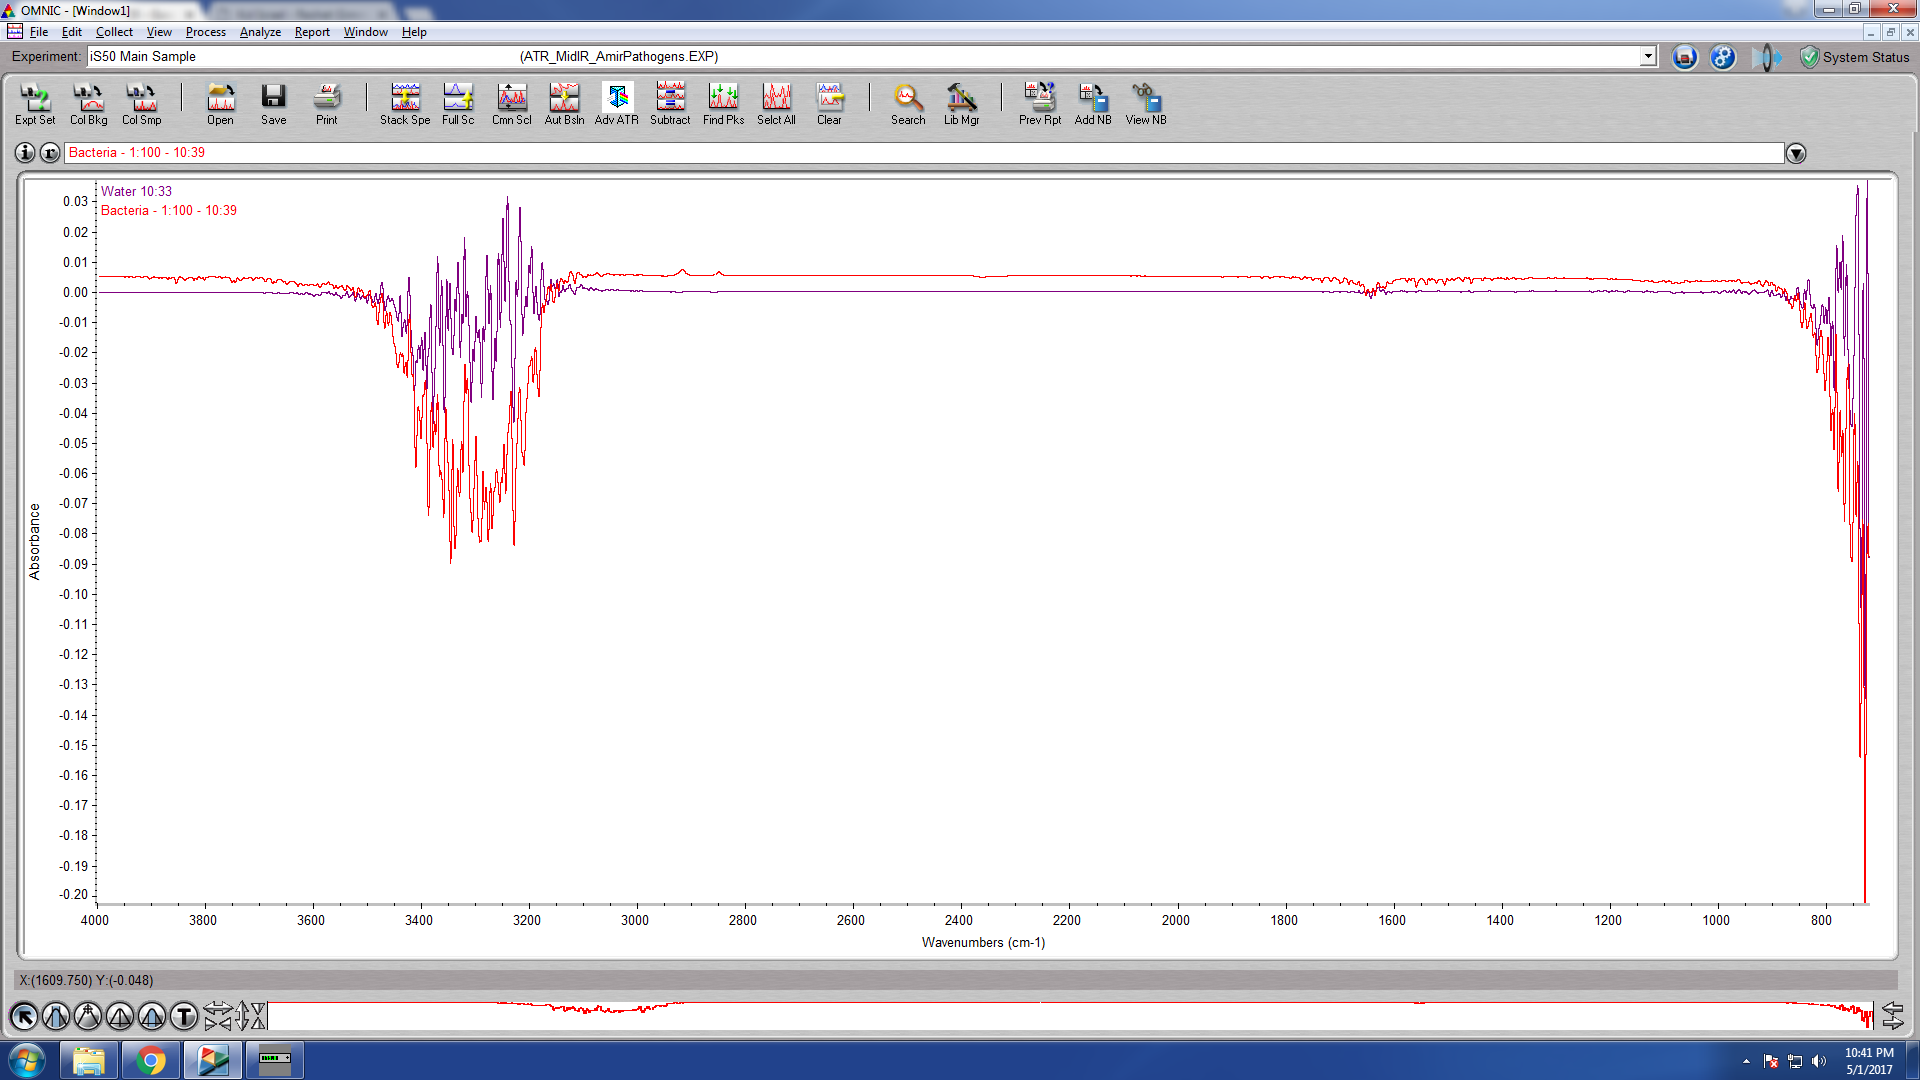 OMNIC - [Window1]
File Edit Collect View Process Analyze Report Window Help
Experiment: iS50 Main Sample (ATR_MidIR_AmirPathogens.EXP) System Status
Expt Set Col Bkg Col Smp Open Save Print Stack Spe Full Sc Cmn Scl Aut Bsln Adv ATR Subtract Find Pks Selct All Clear Search Lib Mgr Prev Rpt Add NB View NB
Bacteria - 1:100 - 10:39
Water 10:33
Bacteria - 1:100 - 10:39
0.03
0.02
0.01
0.00
-0.01
-0.02
-0.03
-0.04
-0.05
-0.06
-0.07
-0.08
-0.09
-0.10
-0.11
-0.12
-0.13
-0.14
-0.15
-0.16
-0.17
-0.18
-0.19
-0.20
Absorbance
4000 3800 3600 3400 3200 3000 2800 2600 2400 2200 2000 1800 1600 1400 1200 1000 800
Wavenumbers (cm-1)
X:(1609.750) Y:(-0.048)
T
10:41 PM
5/1/2017